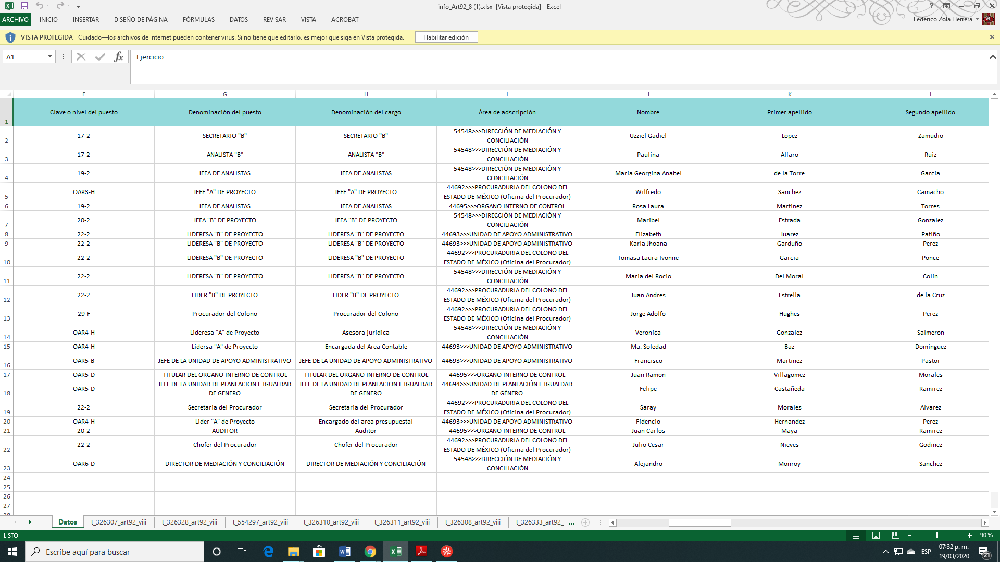 info_Art92_8 (1).xlsx [Vista protegida] - Excel
ARCHIVO INICIO INSERTAR DISEÑO DE PÁGINA FÓRMULAS DATOS REVISAR VISTA ACROBAT Federico Zola Herrera
VISTA PROTEGIDA Cuidado—los archivos de Internet pueden contener virus. Si no tiene que editarlo, es mejor que siga en Vista protegida. Habilitar edición
A1 fx Ejercicio
F G H I J K L
1 Clave o nivel del puesto Denominación del puesto Denominación del cargo Área de adscripción Nombre Primer apellido Segundo apellido
2 17-2 SECRETARIO "B" SECRETARIO "B" 54548>>>DIRECCIÓN DE MEDIACIÓN Y CONCILIACIÓN Uzziel Gadiel Lopez Zamudio
3 17-2 ANALISTA "B" ANALISTA "B" 54548>>>DIRECCIÓN DE MEDIACIÓN Y CONCILIACIÓN Paulina Alfaro Ruiz
4 19-2 JEFA DE ANALISTAS JEFA DE ANALISTAS 54548>>>DIRECCIÓN DE MEDIACIÓN Y CONCILIACIÓN Maria Georgina Anabel de la Torre Garcia
5 OAR3-H JEFE "A" DE PROYECTO JEFE "A" DE PROYECTO 44692>>>PROCURADURIA DEL COLONO DEL ESTADO DE MÉXICO (Oficina del Procurador) Wilfredo Sanchez Camacho
6 19-2 JEFA DE ANALISTAS JEFA DE ANALISTAS 44695>>>ORGANO INTERNO DE CONTROL Rosa Laura Martinez Torres
7 20-2 JEFA "B" DE PROYECTO JEFA "B" DE PROYECTO 54548>>>DIRECCIÓN DE MEDIACIÓN Y CONCILIACIÓN Maribel Estrada Gonzalez
8 22-2 LIDERESA "B" DE PROYECTO LIDERESA "B" DE PROYECTO 44693>>>UNIDAD DE APOYO ADMINISTRATIVO Elizabeth Juarez Patiño
9 22-2 LIDERESA "B" DE PROYECTO LIDERESA "B" DE PROYECTO 44693>>>UNIDAD DE APOYO ADMINISTRATIVO Karla Jhoana Garduño Perez
10 22-2 LIDERESA "B" DE PROYECTO LIDERESA "B" DE PROYECTO 44692>>>PROCURADURIA DEL COLONO DEL ESTADO DE MÉXICO (Oficina del Procurador) Tomasa Laura Ivonne Garcia Ponce
11 22-2 LIDERESA "B" DE PROYECTO LIDERESA "B" DE PROYECTO 54548>>>DIRECCIÓN DE MEDIACIÓN Y CONCILIACIÓN Maria del Rocio Del Moral Colin
12 22-2 LIDER "B" DE PROYECTO LIDER "B" DE PROYECTO 44692>>>PROCURADURIA DEL COLONO DEL ESTADO DE MÉXICO (Oficina del Procurador) Juan Andres Estrella de la Cruz
13 29-F Procurador del Colono Procurador del Colono 44692>>>PROCURADURIA DEL COLONO DEL ESTADO DE MÉXICO (Oficina del Procurador) Jorge Adolfo Hughes Perez
14 OAR4-H Lideresa "A" de Proyecto Asesora juridica 54548>>>DIRECCIÓN DE MEDIACIÓN Y CONCILIACIÓN Veronica Gonzalez Salmeron
15 OAR4-H Lidersa "A" de Proyecto Encargada del Area Contable 44693>>>UNIDAD DE APOYO ADMINISTRATIVO Ma. Soledad Baz Dominguez
16 OAR5-B JEFE DE LA UNIDAD DE APOYO ADMINISTRATIVO JEFE DE LA UNIDAD DE APOYO ADMINISTRATIVO 44693>>>UNIDAD DE APOYO ADMINISTRATIVO Francisco Martinez Pastor
17 OAR5-D TITULAR DEL ORGANO INTERNO DE CONTROL TITULAR DEL ORGANO INTERNO DE CONTROL 44695>>>ORGANO INTERNO DE CONTROL Juan Ramon Villagomez Morales
18 OAR5-D JEFE DE LA UNIDAD DE PLANEACION E IGUALDAD DE GENERO JEFE DE LA UNIDAD DE PLANEACION E IGUALDAD DE GENERO 44694>>>UNIDAD DE PLANEACIÓN E IGUALDAD DE GÉNERO Felipe Castañeda Ramirez
19 22-2 Secretaria del Procurador Secretaria del Procurador 44692>>>PROCURADURIA DEL COLONO DEL ESTADO DE MÉXICO (Oficina del Procurador) Saray Morales Alvarez
20 OAR4-H Lider "A" de Proyecto Encargado del area presupuestal 44693>>>UNIDAD DE APOYO ADMINISTRATIVO Fidencio Hernandez Perez
21 20-2 AUDITOR Auditor 44695>>>ORGANO INTERNO DE CONTROL Juan Carlos Maya Ramirez
22 22-2 Chofer del Procurador Chofer del Procurador 44692>>>PROCURADURIA DEL COLONO DEL ESTADO DE MÉXICO (Oficina del Procurador) Julio Cesar Nieves Godinez
23 OAR6-D DIRECTOR DE MEDIACIÓN Y CONCILIACIÓN DIRECTOR DE MEDIACIÓN Y CONCILIACIÓN 54548>>>DIRECCIÓN DE MEDIACIÓN Y CONCILIACIÓN Alejandro Monroy Sanchez
24
25
26
27
28
Datos t_326307_art92_viii t_326328_art92_viii t_554297_art92_viii t_326310_art92_viii t_326311_art92_viii t_326308_art92_viii t_326333_art92_ ...
LISTO 90 %
Escribe aquí para buscar ESP 07:32 p. m.
19/03/2020 21